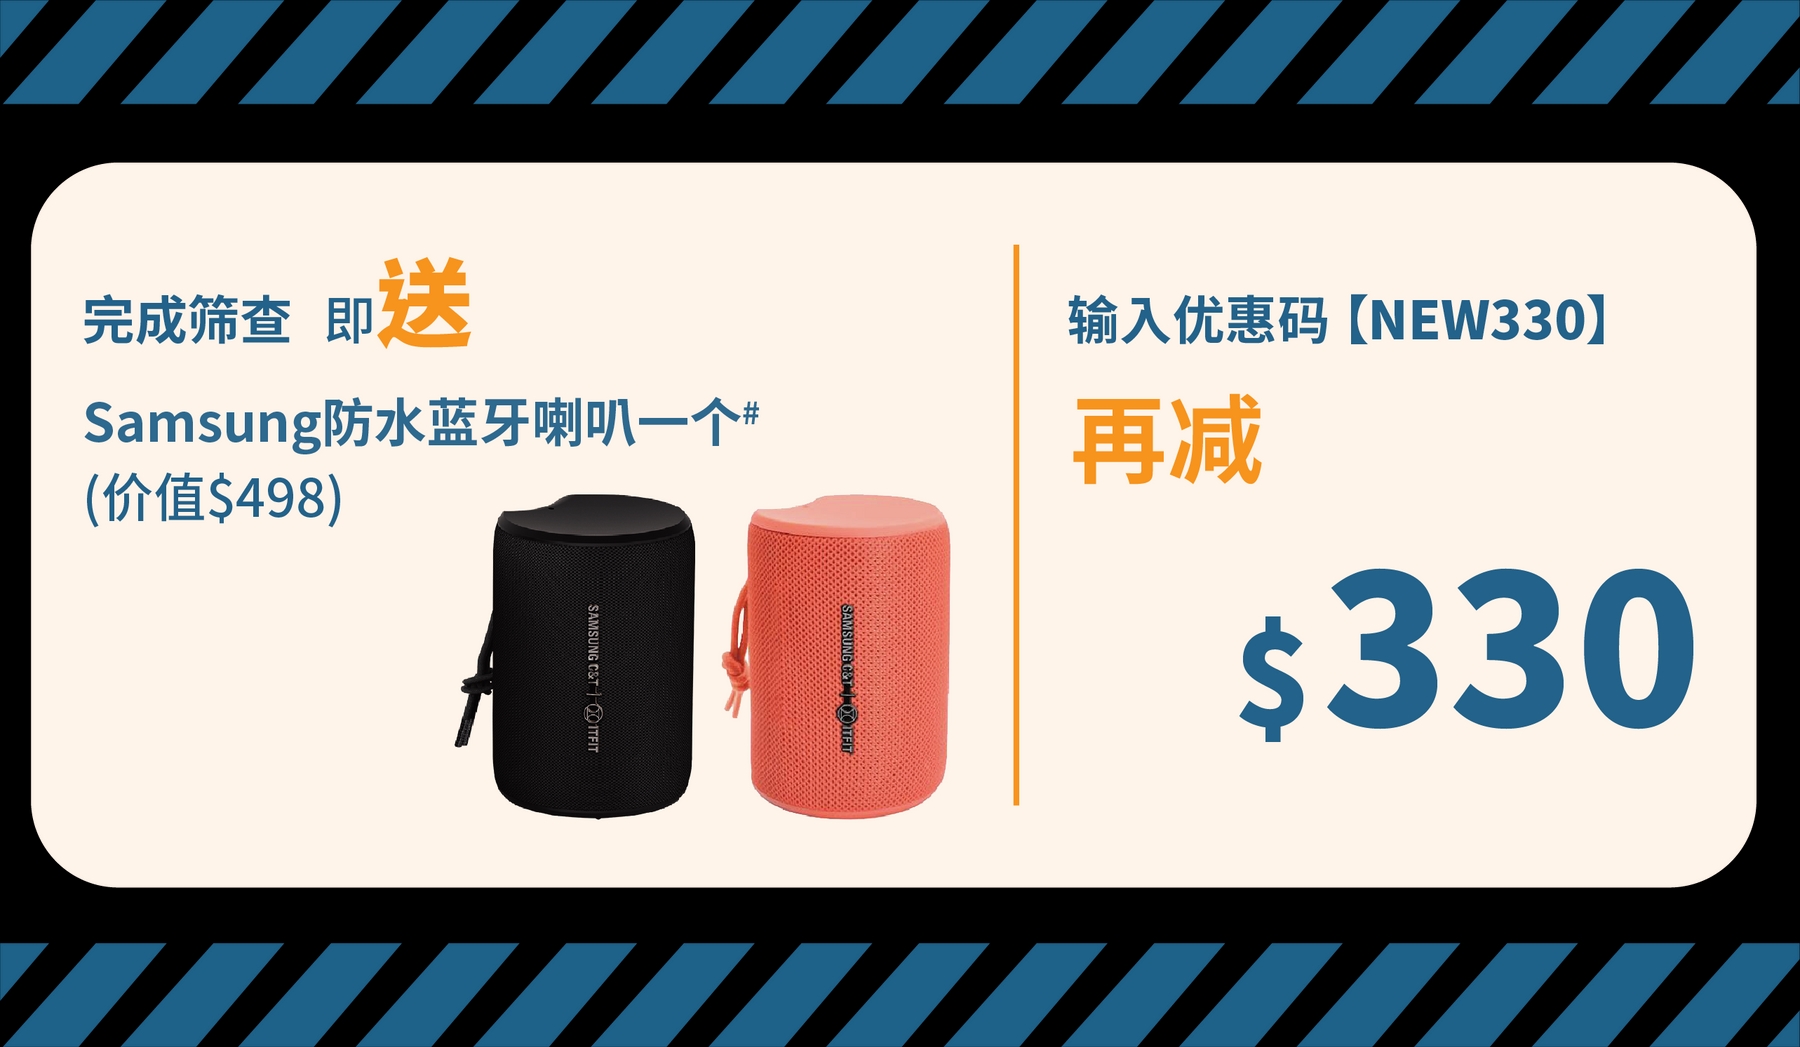 完成筛查 即送
Samsung防水蓝牙喇叭一个#
(价值$498)
SAMSUNG C&T | ITFIT
SAMSUNG C&T | ITFIT
输入优惠码【NEW330】
再减
$330